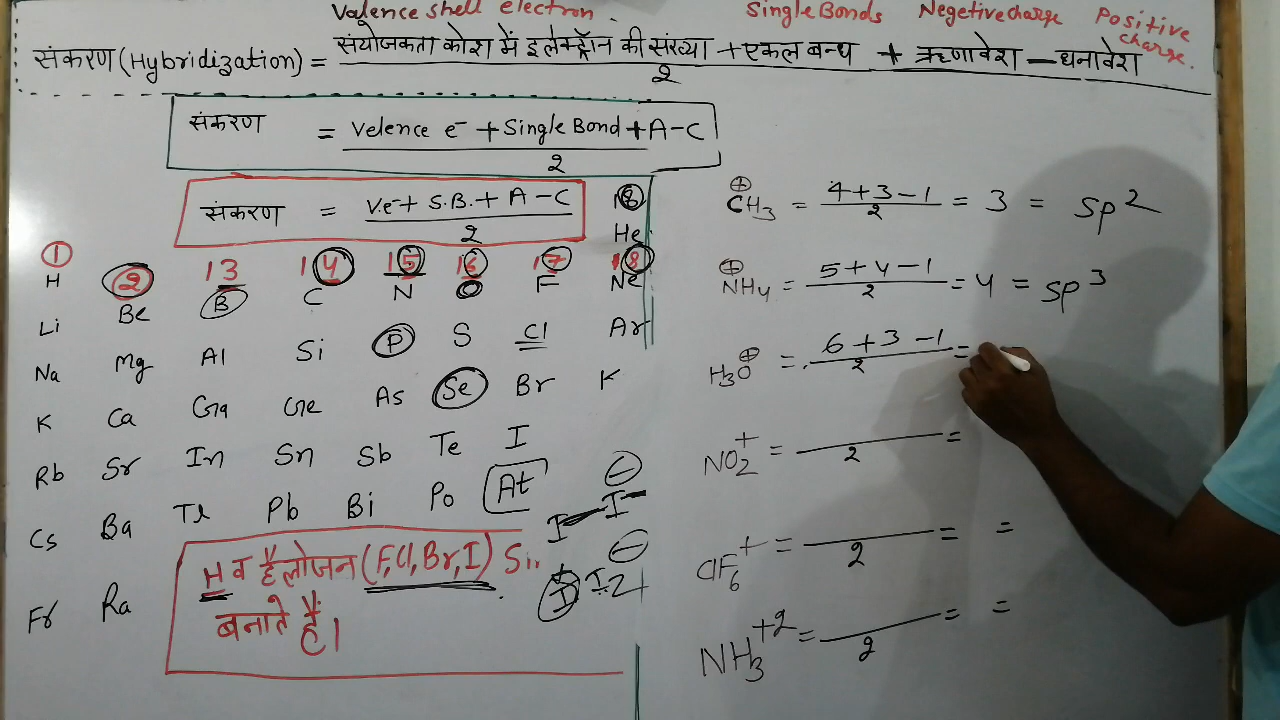 Valence shell electron. Single Bonds Negetive charge Positive charge.
संकरण (Hybridization) = संयोजकता कोश में इलेक्ट्रॉन की संख्या + एकल बन्ध + ऋणावेश — धनावेश
2
संकरण = Velence e⁻ + Single Bond + A - C
2
संकरण = V.e⁻ + S.B. + A - C
2
1 2 13 14 15 16 17 18
H He
Li Be B C N O F Ne
Na Mg Al Si P S Cl Ar
K Ca Ga Ge As Se Br K
Rb Sr In Sn Sb Te I
Cs Ba Tl Pb Bi Po At
Fr Ra
I - I -
H व हैलोजन (F, Cl, Br, I) S..
बनाते हैं।
⊕
CH3 = 4+3-1 = 3 = sp²
2
⊕
NH4 = 5+4-1 = 4 = sp³
2
H3O⊕ = 6+3-1 =
2
NO2⁺ = =
2
ClF6⁺ = = =
2
NH3⁺² = = =
2